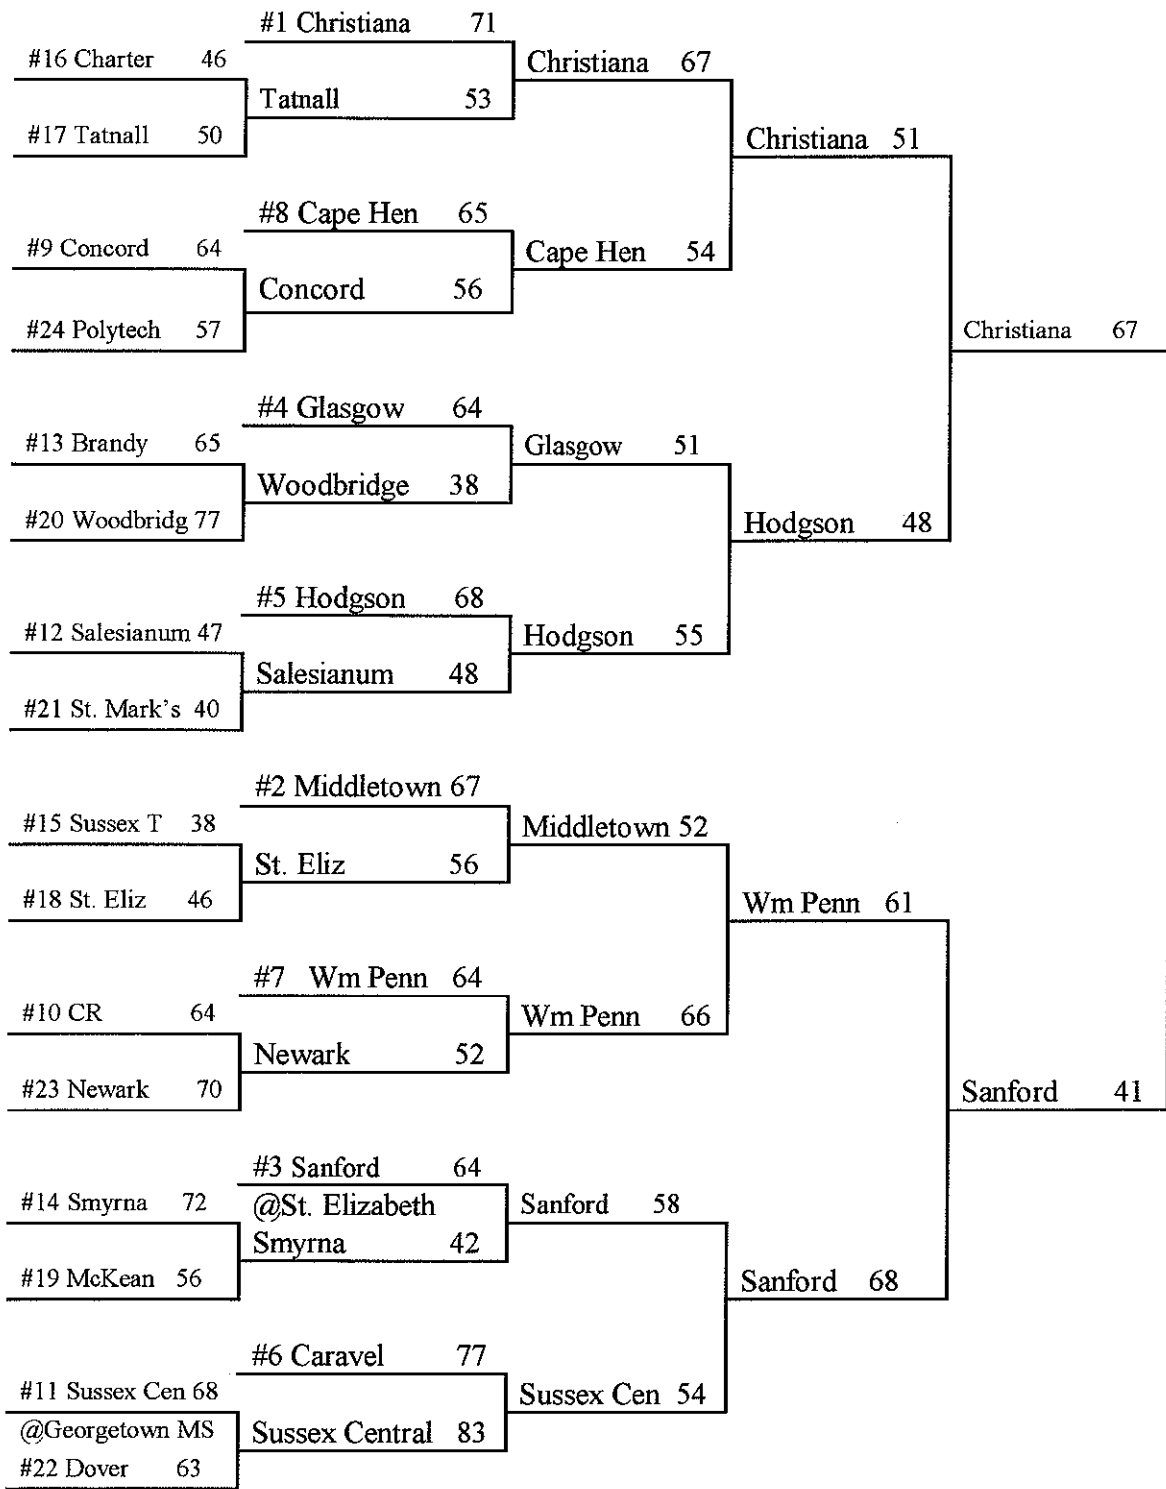 #1 Christiana 71
#16 Charter 46
Christiana 67
Tatnall 53
#17 Tatnall 50
Christiana 51
#8 Cape Hen 65
#9 Concord 64
Cape Hen 54
Concord 56
#24 Polytech 57
Christiana 67
#4 Glasgow 64
#13 Brandy 65
Glasgow 51
Woodbridge 38
#20 Woodbridg 77
Hodgson 48
#5 Hodgson 68
#12 Salesianum 47
Hodgson 55
Salesianum 48
#21 St. Mark's 40
#2 Middletown 67
#15 Sussex T 38
Middletown 52
St. Eliz 56
#18 St. Eliz 46
Wm Penn 61
#7 Wm Penn 64
#10 CR 64
Wm Penn 66
Newark 52
#23 Newark 70
Sanford 41
#3 Sanford 64
#14 Smyrna 72
@St. Elizabeth
Sanford 58
Smyrna 42
#19 McKean 56
Sanford 68
#6 Caravel 77
#11 Sussex Cen 68
Sussex Cen 54
@Georgetown MS
Sussex Central 83
#22 Dover 63